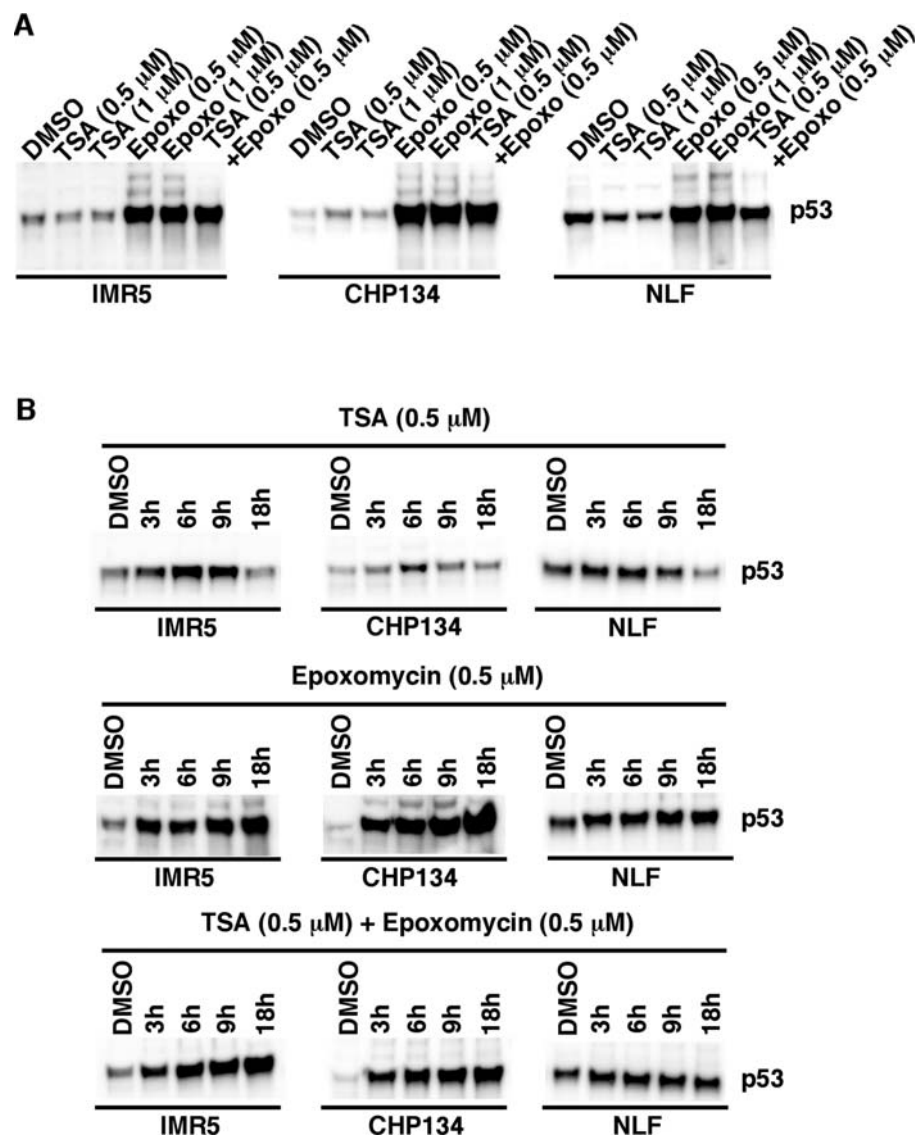 A
DMSO
TSA (0.5 μM)
TSA (1 μM)
Epoxo (0.5 μM)
Epoxo (1 μM)
TSA (0.5 μM)
+Epoxo (0.5 μM)
DMSO
TSA (0.5 μM)
TSA (1 μM)
Epoxo (0.5 μM)
Epoxo (1 μM)
TSA (0.5 μM)
+Epoxo (0.5 μM)
DMSO
TSA (0.5 μM)
TSA (1 μM)
Epoxo (0.5 μM)
Epoxo (1 μM)
TSA (0.5 μM)
+Epoxo (0.5 μM)
p53
IMR5 CHP134 NLF
B
TSA (0.5 μM)
DMSO 3h 6h 9h 18h DMSO 3h 6h 9h 18h DMSO 3h 6h 9h 18h
p53
IMR5 CHP134 NLF
Epoxomycin (0.5 μM)
DMSO 3h 6h 9h 18h DMSO 3h 6h 9h 18h DMSO 3h 6h 9h 18h
p53
IMR5 CHP134 NLF
TSA (0.5 μM) + Epoxomycin (0.5 μM)
DMSO 3h 6h 9h 18h DMSO 3h 6h 9h 18h DMSO 3h 6h 9h 18h
p53
IMR5 CHP134 NLF